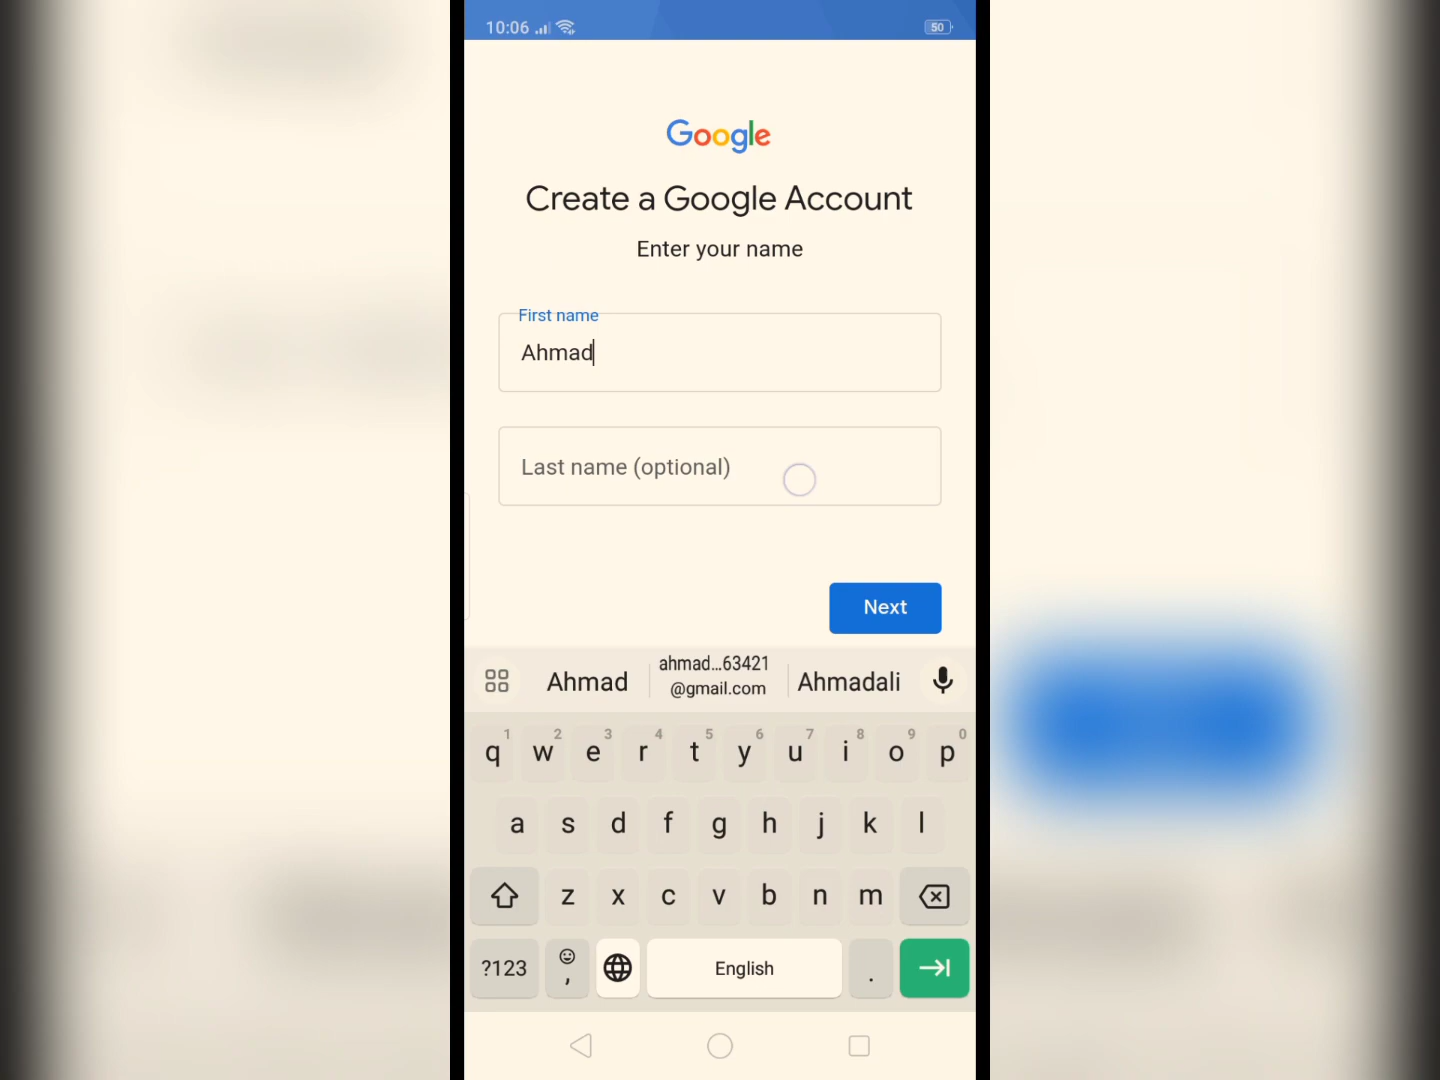 10:06
50
Google
Create a Google Account
Enter your name
First name
Ahmad
Last name (optional)
Next
Ahmad
ahmad...63421
@gmail.com
Ahmadali
1 2 3 4 5 6 7 8 9 0
q w e r t y u i o p
a s d f g h j k l
z x c v b n m
?123 , English .